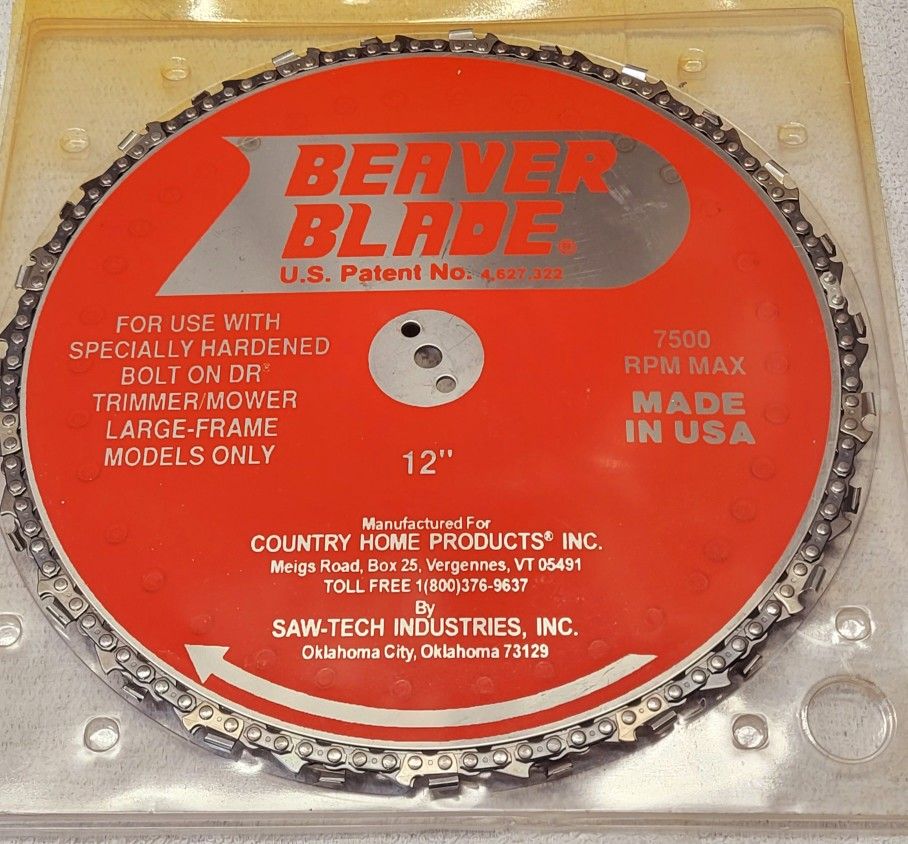 BEAVER
BLADE®
U.S. Patent No. 4,627,322
FOR USE WITH
SPECIALLY HARDENED
BOLT ON DR®
TRIMMER/MOWER
LARGE-FRAME
MODELS ONLY
7500
RPM MAX
MADE
IN USA
12"
Manufactured For
COUNTRY HOME PRODUCTS® INC.
Meigs Road, Box 25, Vergennes, VT 05491
TOLL FREE 1(800)376-9637
By
SAW-TECH INDUSTRIES, INC.
Oklahoma City, Oklahoma 73129